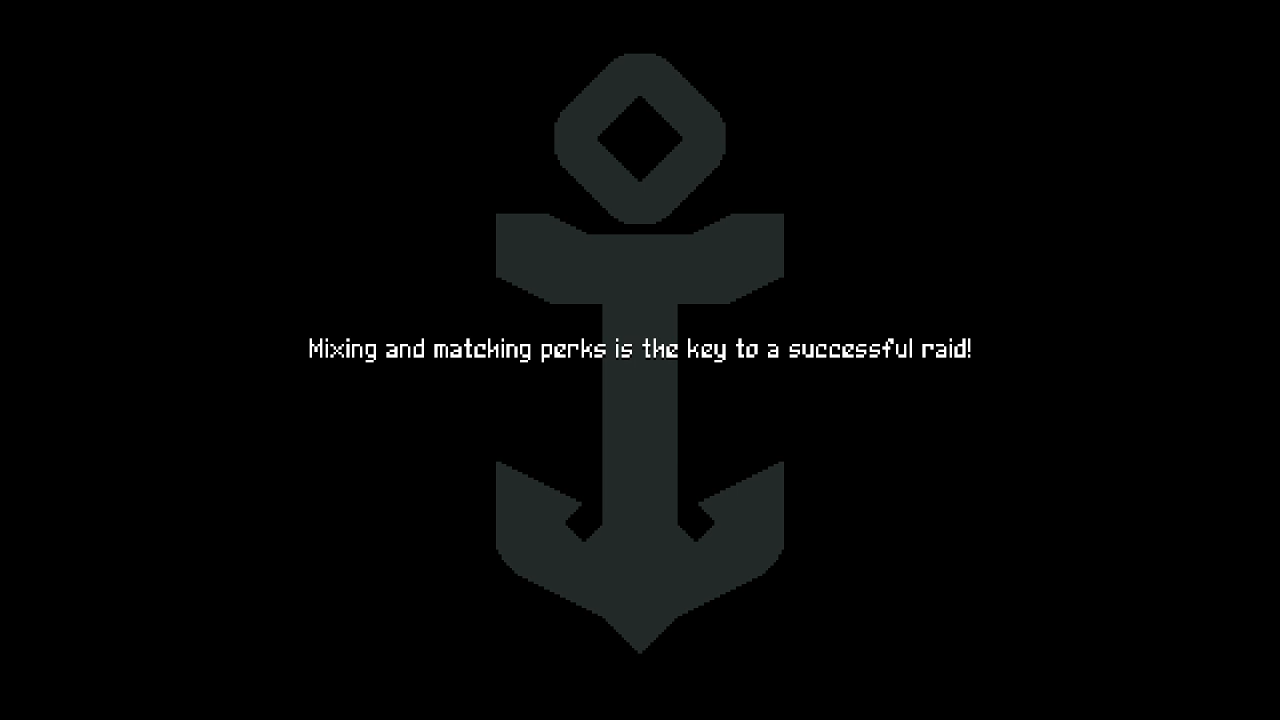 Mixing and matching perks is the key to a successful raid!